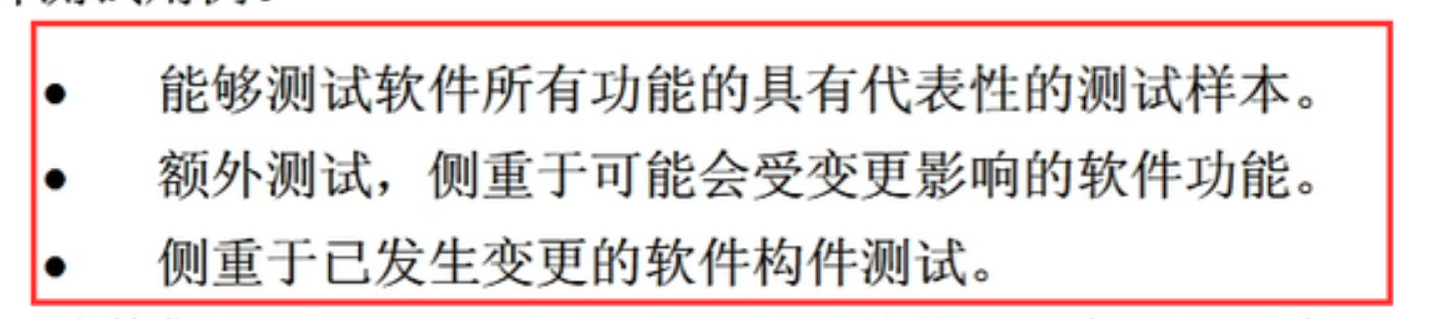 ● 能够测试软件所有功能的具有代表性的测试样本。
● 额外测试，侧重于可能会受变更影响的软件功能。
● 侧重于已发生变更的软件构件测试。